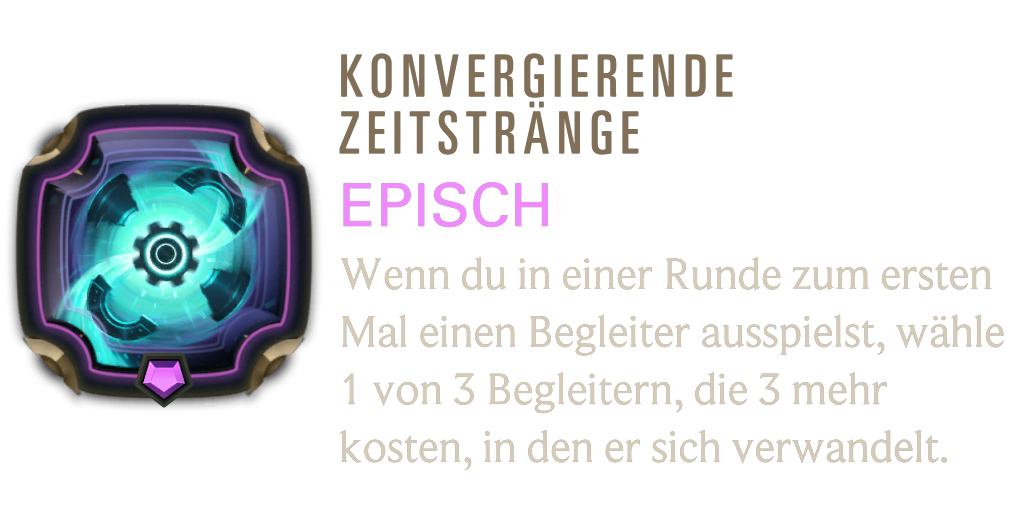 KONVERGIERENDE
ZEITSTRÄNGE
EPISCH
Wenn du in einer Runde zum ersten
Mal einen Begleiter ausspielst, wähle
1 von 3 Begleitern, die 3 mehr
kosten, in den er sich verwandelt.